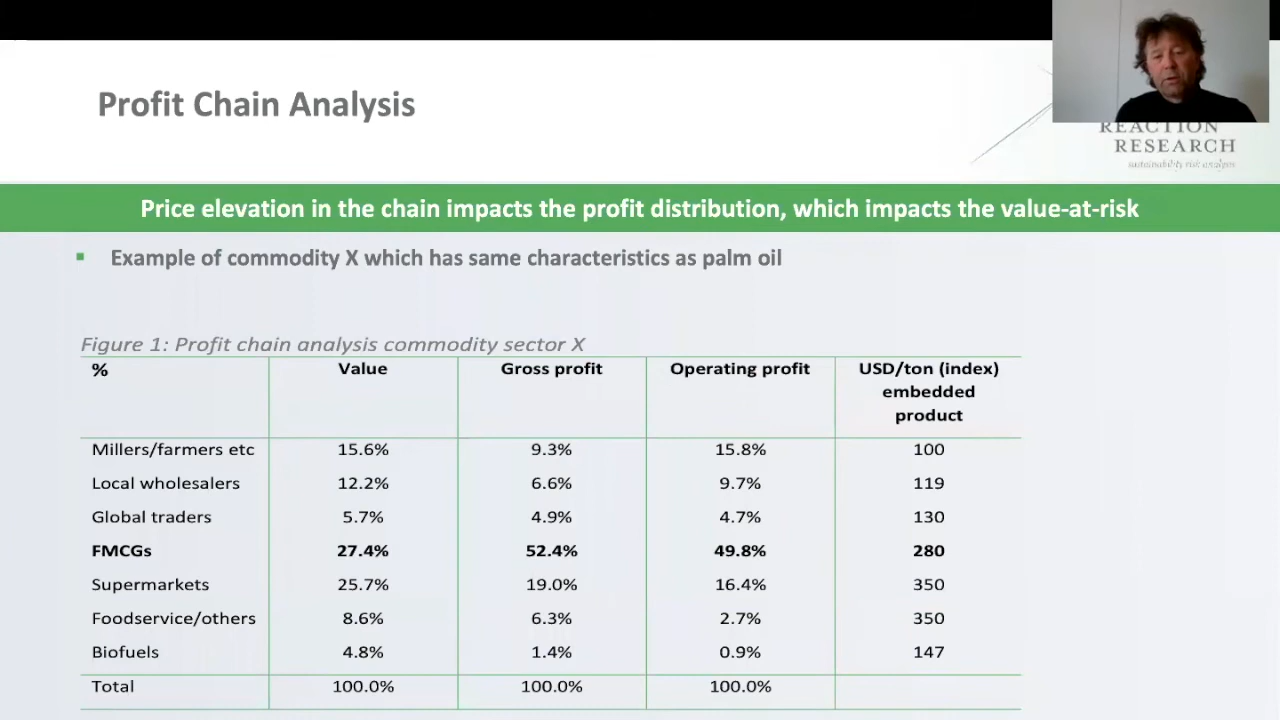 Profit Chain Analysis
REACTION
RESEARCH
sustainability risk analysis
Price elevation in the chain impacts the profit distribution, which impacts the value-at-risk
Example of commodity X which has same characteristics as palm oil
Figure 1: Profit chain analysis commodity sector X
% Value Gross profit Operating profit USD/ton (index)
embedded
product
Millers/farmers etc 15.6% 9.3% 15.8% 100
Local wholesalers 12.2% 6.6% 9.7% 119
Global traders 5.7% 4.9% 4.7% 130
FMCGs 27.4% 52.4% 49.8% 280
Supermarkets 25.7% 19.0% 16.4% 350
Foodservice/others 8.6% 6.3% 2.7% 350
Biofuels 4.8% 1.4% 0.9% 147
Total 100.0% 100.0% 100.0%